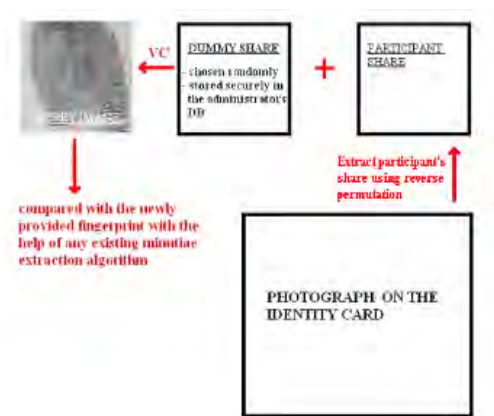 VC
DUMMY SHARE
- chosen randomly
- stored securely in
the administrator's
DB
+
PARTICIPANT
SHARE
Extract participant's
share using reverse
permutation
compared with the newly
provided fingerprint with the
help of any existing minutiae
extraction algorithm
PHOTOGRAPH ON THE
IDENTITY CARD